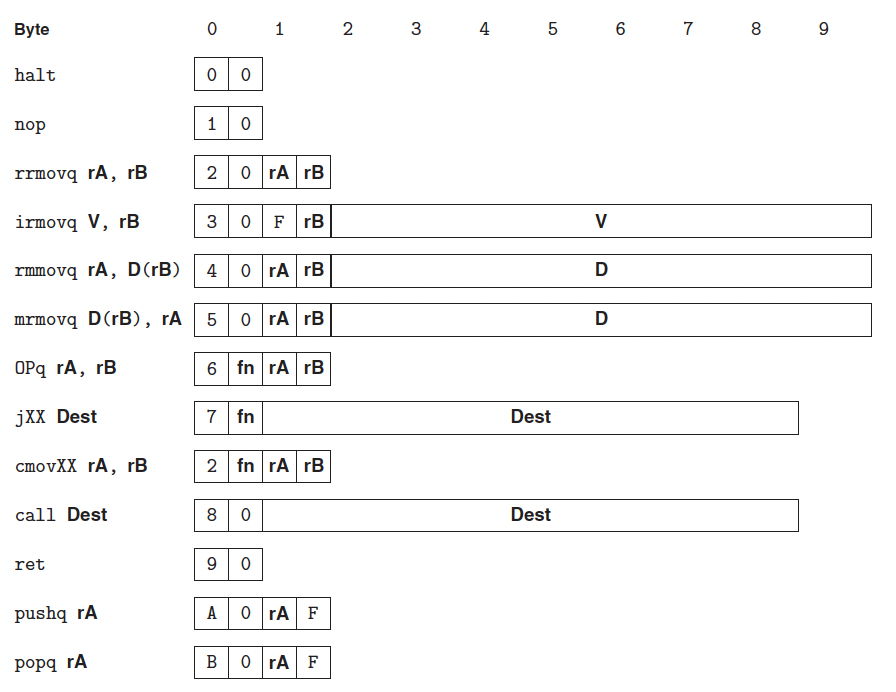 Byte 0 1 2 3 4 5 6 7 8 9
halt 0 0
nop 1 0
rrmovq rA, rB 2 0 rA rB
irmovq V, rB 3 0 F rB V
rmmovq rA, D(rB) 4 0 rA rB D
mrmovq D(rB), rA 5 0 rA rB D
OPq rA, rB 6 fn rA rB
jXX Dest 7 fn Dest
cmovXX rA, rB 2 fn rA rB
call Dest 8 0 Dest
ret 9 0
pushq rA A 0 rA F
popq rA B 0 rA F